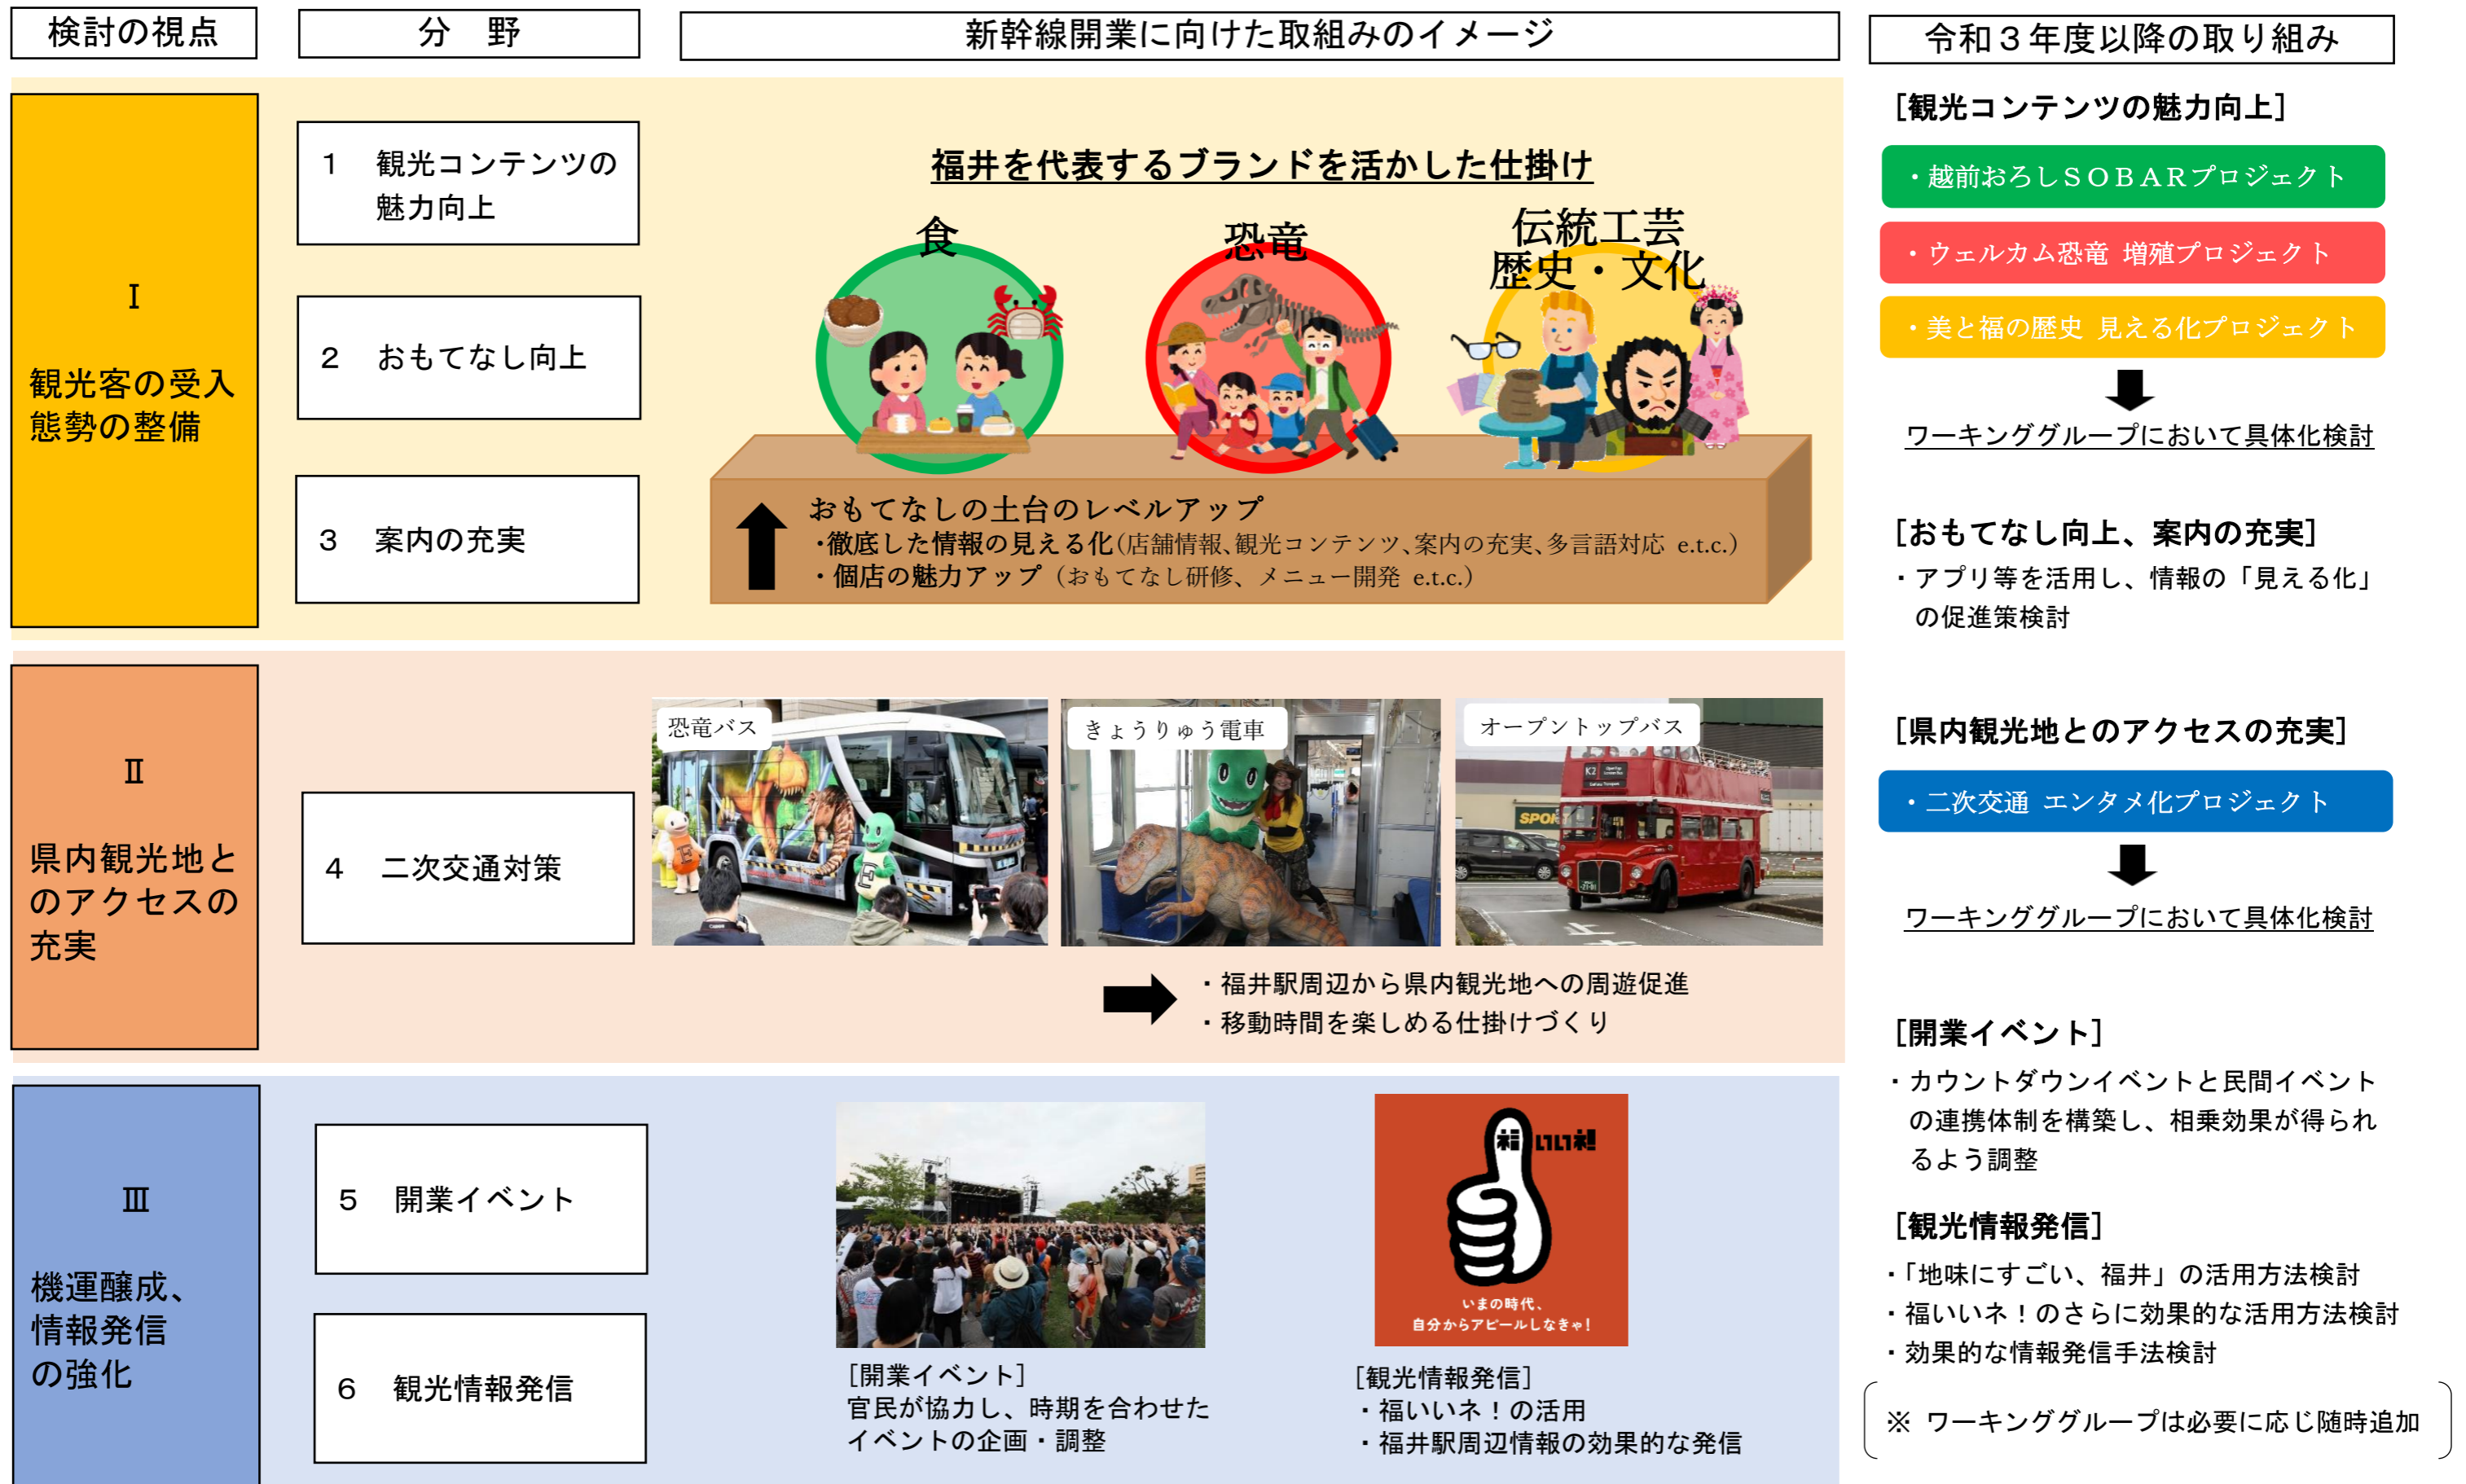 検討の視点
分　野
新幹線開業に向けた取組みのイメージ
令和３年度以降の取り組み
Ⅰ
観光客の受入
態勢の整備
１　観光コンテンツの
魅力向上
２　おもてなし向上
３　案内の充実
福井を代表するブランドを活かした仕掛け
食
恐竜
伝統工芸
歴史・文化
おもてなしの土台のレベルアップ
・徹底した情報の見える化(店舗情報､観光コンテンツ､案内の充実､多言語対応 e.t.c.)
・個店の魅力アップ（おもてなし研修、メニュー開発 e.t.c.）
［観光コンテンツの魅力向上］
・越前おろしＳＯＢＡＲプロジェクト
・ウェルカム恐竜 増殖プロジェクト
・美と福の歴史 見える化プロジェクト
ワーキンググループにおいて具体化検討
［おもてなし向上、案内の充実］
・アプリ等を活用し、情報の「見える化」
の促進策検討
Ⅱ
県内観光地と
のアクセスの
充実
４　二次交通対策
恐竜バス
きょうりゅう電車
オープントップバス
E
E
K2
SPOR
・福井駅周辺から県内観光地への周遊促進
・移動時間を楽しめる仕掛けづくり
［県内観光地とのアクセスの充実］
・二次交通 エンタメ化プロジェクト
ワーキンググループにおいて具体化検討
Ⅲ
機運醸成、
情報発信
の強化
５　開業イベント
６　観光情報発信
福いいネ!
いまの時代、
自分からアピールしなきゃ!
［開業イベント］
官民が協力し、時期を合わせた
イベントの企画・調整
［観光情報発信］
・福いいネ！の活用
・福井駅周辺情報の効果的な発信
［開業イベント］
・カウントダウンイベントと民間イベント
の連携体制を構築し、相乗効果が得られ
るよう調整
［観光情報発信］
・「地味にすごい、福井」の活用方法検討
・福いいネ！のさらに効果的な活用方法検討
・効果的な情報発信手法検討
※ ワーキンググループは必要に応じ随時追加